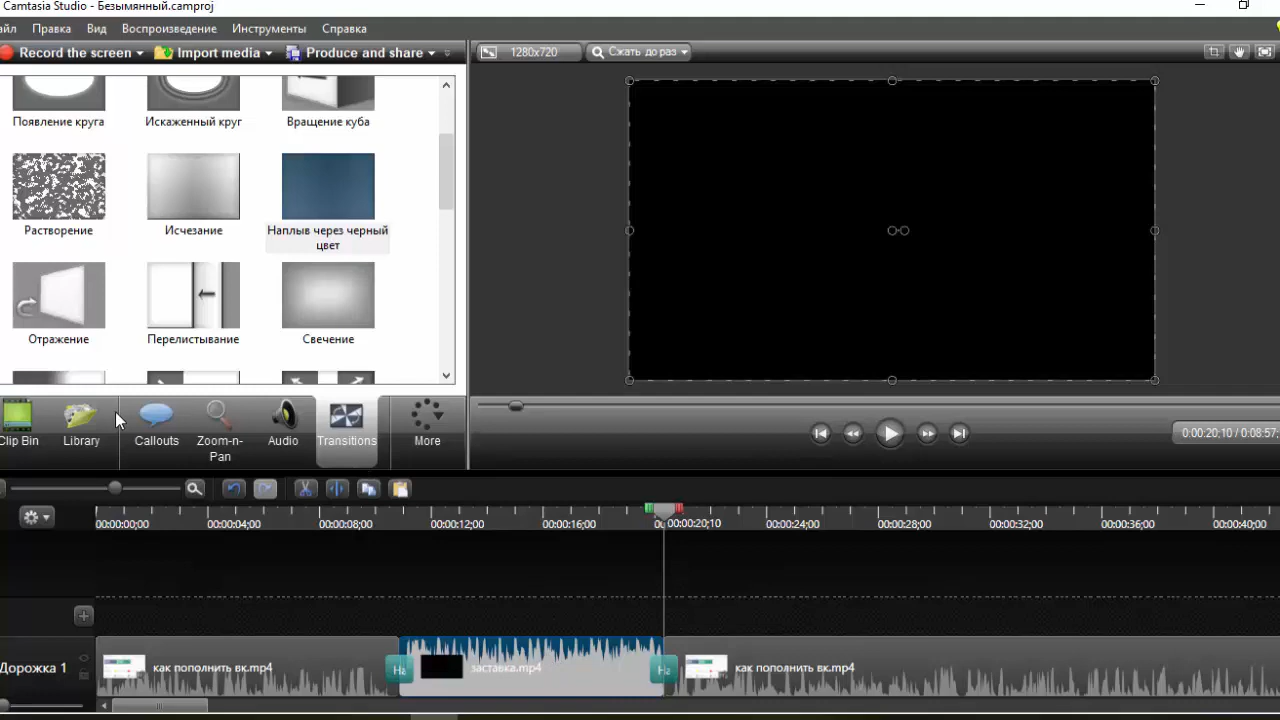 Camtasia Studio - Безымянный.camproj
айл Правка Вид Воспроизведение Инструменты Справка
Record the screen Import media Produce and share
1280x720 Сжать до раз
Появление круга Искаженный круг Вращение куба
Растворение Исчезание Наплыв через черный
цвет
Отражение Перелистывание Свечение
Clip Bin Library Callouts Zoom-n-
Pan Audio Transitions More
0:00:20;10 / 0:08:57;
00:00:00;00 00:00:04;00 00:00:08;00 00:00:12;00 00:00:16;00 00:00:20;10 00:00:24;00 00:00:28;00 00:00:32;00 00:00:36;00 00:00:40;00
Дорожка 1 как пополнить вк.mp4 На заставка.mp4 На как пополнить вк.mp4